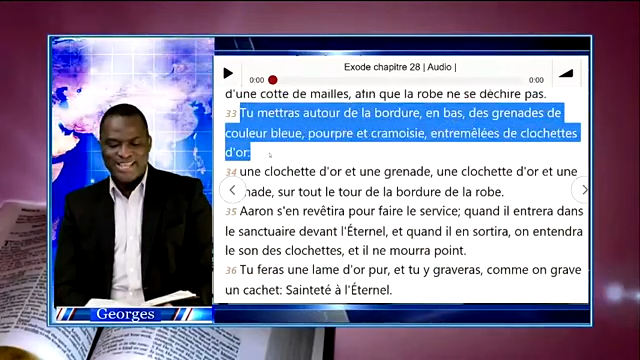 Exode chapitre 28 | Audio |
0:00
0:00
d'une cotte de mailles, afin que la robe ne se déchire pas.
33 Tu mettras autour de la bordure, en bas, des grenades de
couleur bleue, pourpre et cramoisie, entremêlées de clochettes
d'or:
34 une clochette d'or et une grenade, une clochette d'or et une
nade, sur tout le tour de la bordure de la robe.
35 Aaron s'en revêtira pour faire le service; quand il entrera dans
le sanctuaire devant l'Éternel, et quand il en sortira, on entendra
le son des clochettes, et il ne mourra point.
36 Tu feras une lame d'or pur, et tu y graveras, comme on grave
un cachet: Sainteté à l'Éternel.
Georges